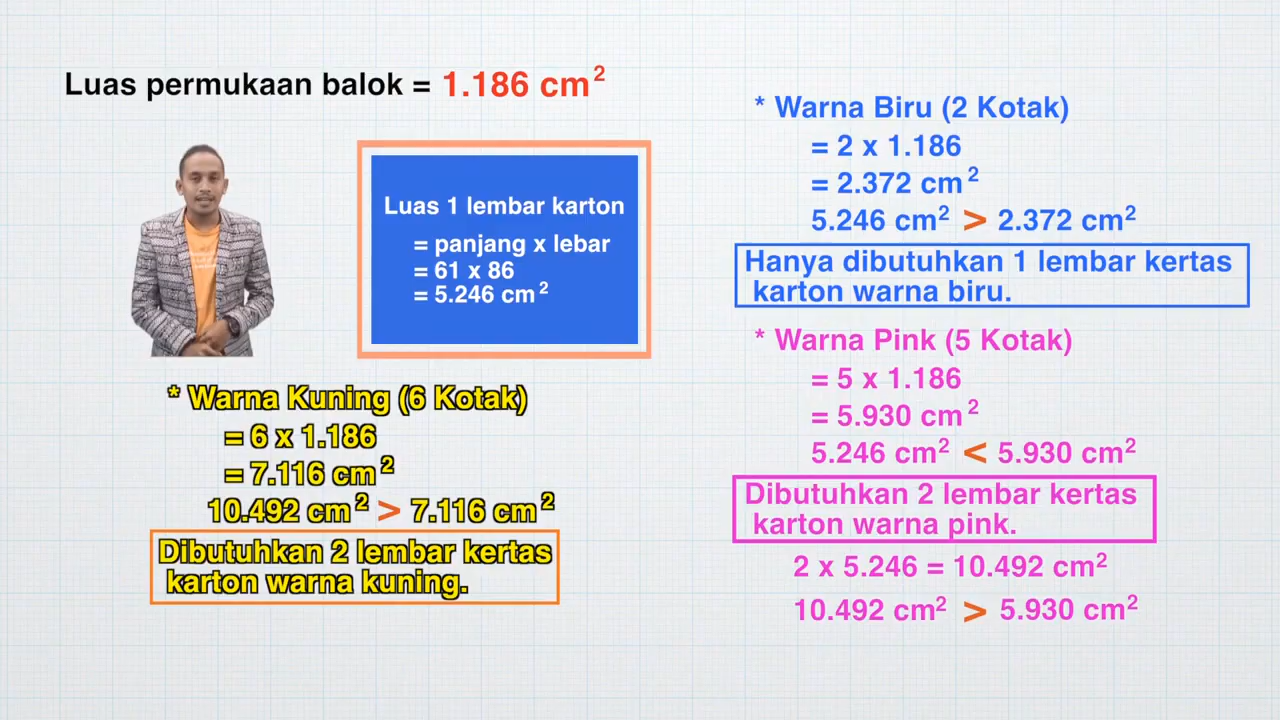 Luas permukaan balok = 1.186 cm²
Luas 1 lembar karton
= panjang x lebar
= 61 x 86
= 5.246 cm²
* Warna Kuning (6 Kotak)
= 6 x 1.186
= 7.116 cm²
10.492 cm² > 7.116 cm²
Dibutuhkan 2 lembar kertas
karton warna kuning.
* Warna Biru (2 Kotak)
= 2 x 1.186
= 2.372 cm²
5.246 cm² > 2.372 cm²
Hanya dibutuhkan 1 lembar kertas
karton warna biru.
* Warna Pink (5 Kotak)
= 5 x 1.186
= 5.930 cm²
5.246 cm² < 5.930 cm²
Dibutuhkan 2 lembar kertas
karton warna pink.
2 x 5.246 = 10.492 cm²
10.492 cm² > 5.930 cm²